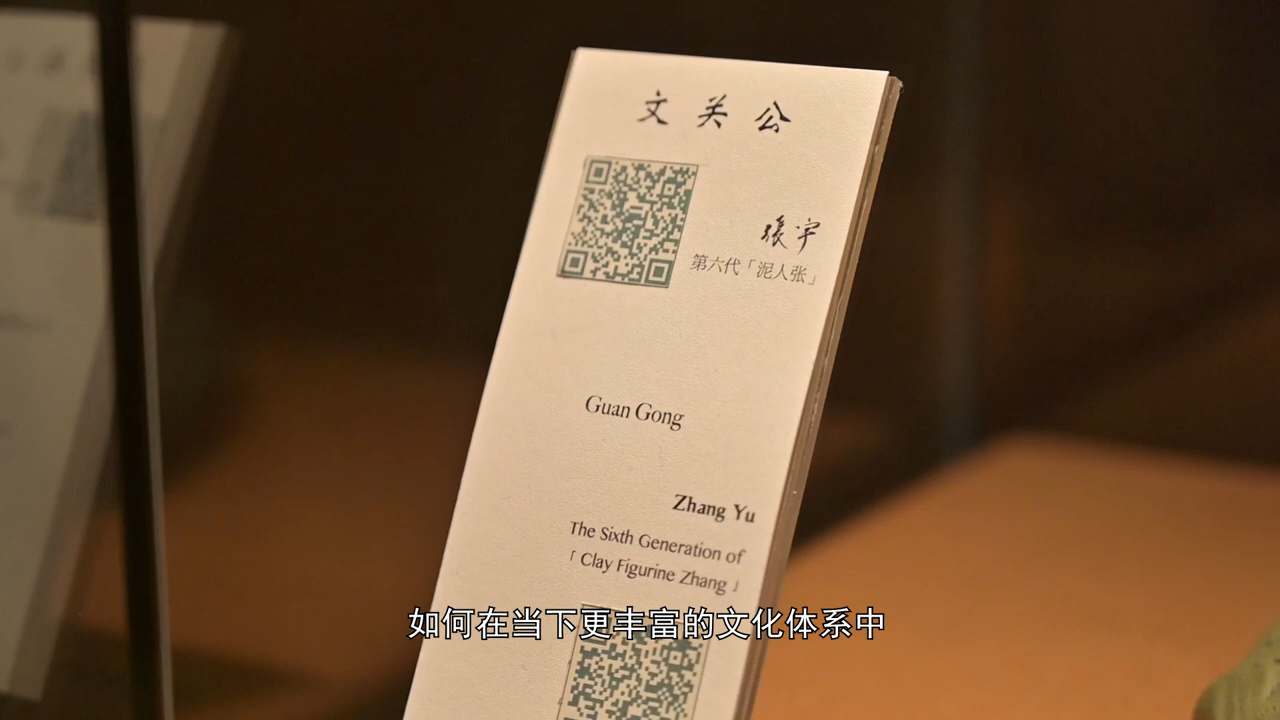 文关公
張宇
第六代「泥人张」
Guan Gong
Zhang Yu
The Sixth Generation of
「Clay Figurine Zhang」
如何在当下更丰富的文化体系中